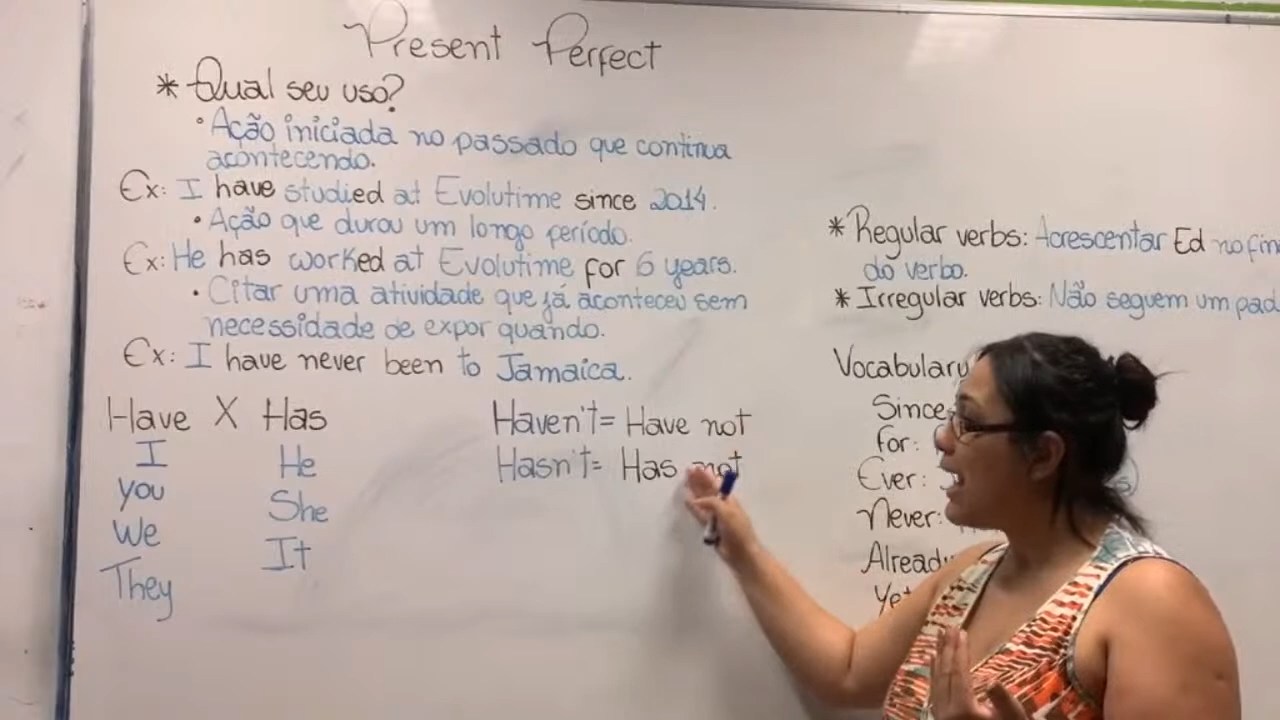 Present Perfect
* Qual seu uso?
• Ação iniciada no passado que continua
acontecendo.
Ex: I have studied at Evolutime since 2014.
• Ação que durou um longo período.
Ex: He has worked at Evolutime for 6 years.
• Citar uma atividade que já aconteceu sem
necessidade de expor quando.
Ex: I have never been to Jamaica.
Have X Has
I He
you She
We It
They
Haven't = Have not
Hasn't = Has not
* Regular verbs: Acrescentar Ed no fin
do verbo.
* Irregular verbs: Não seguem um pad
Vocabulary
Since
for:
Ever:
Never:
Already
Yet